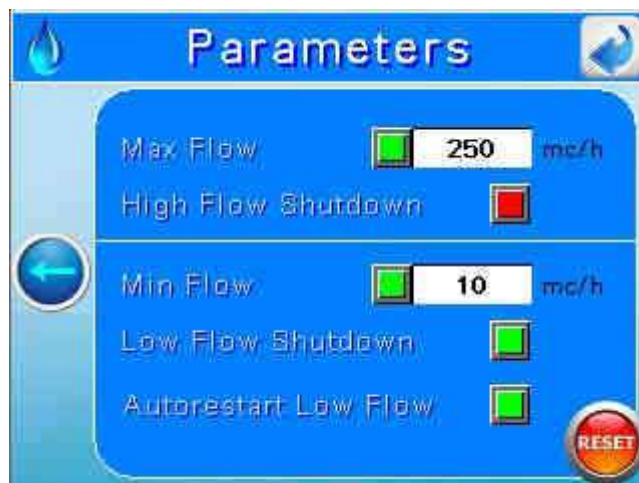 Parameters
Max Flow 250 mc/h
High Flow Shutdown
Min Flow 10 mc/h
Low Flow Shutdown
Autorestart Low Flow
RESET